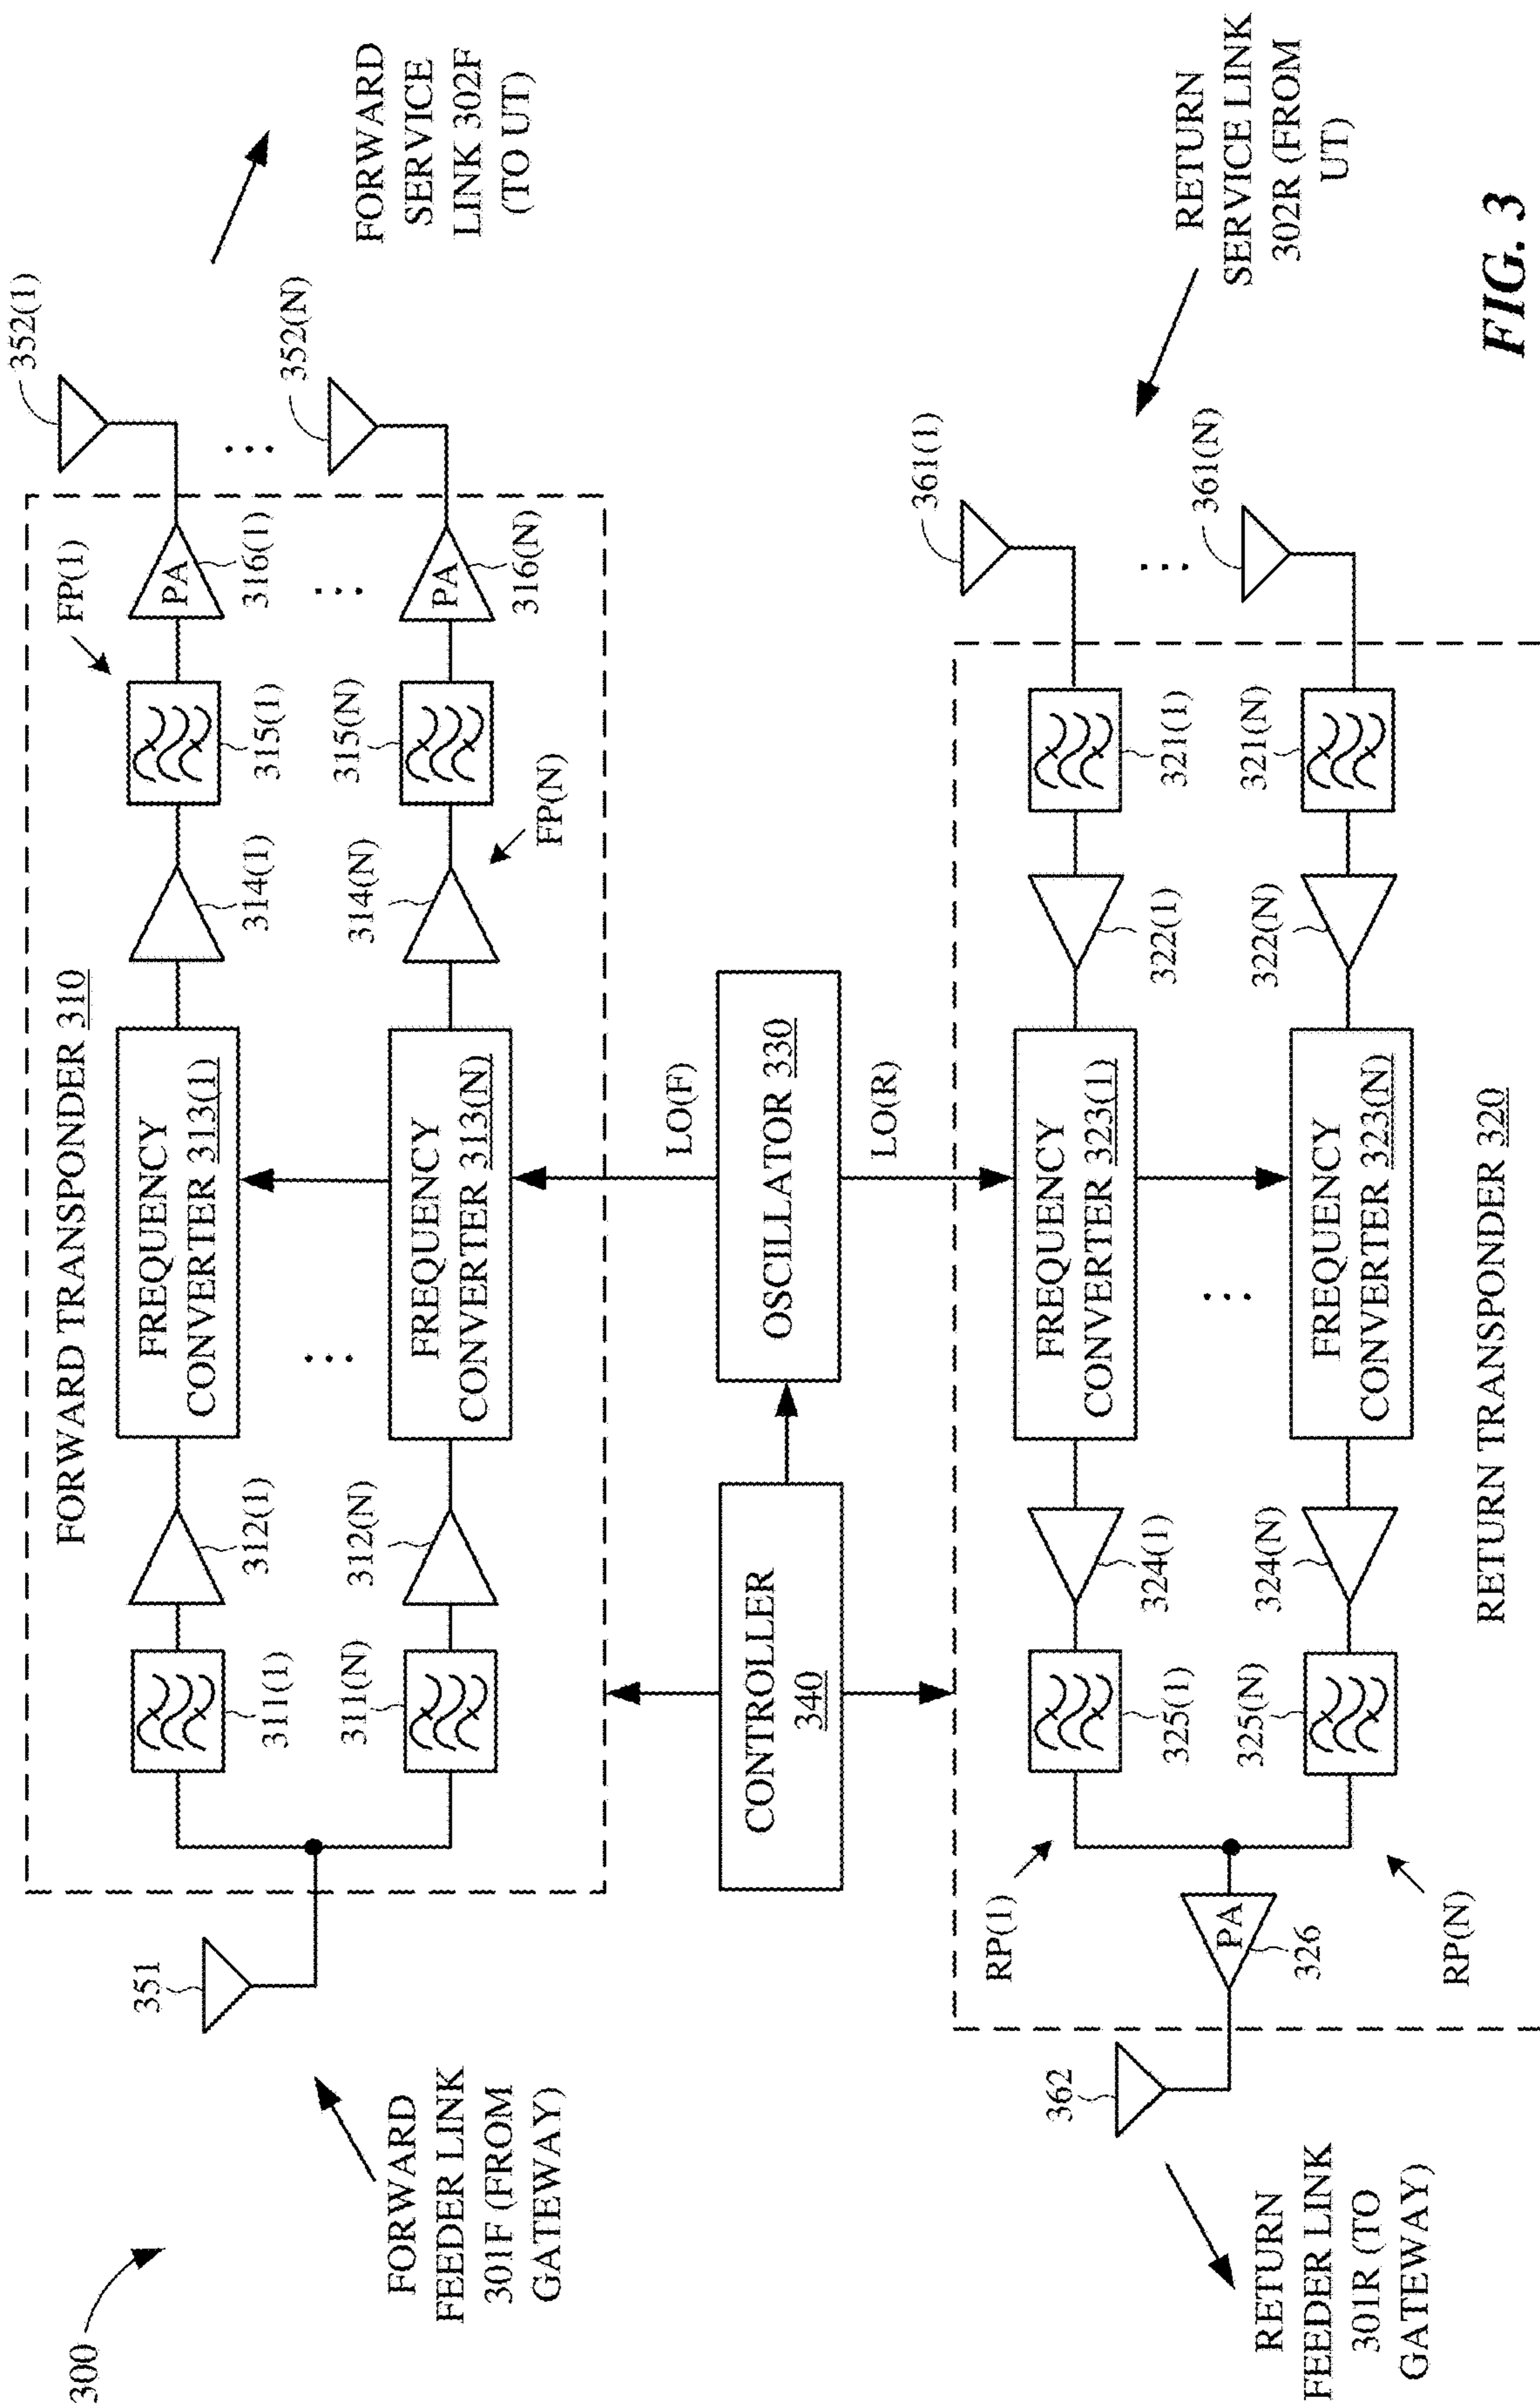 300
FORWARD
FEEDER LINK
301F (FROM
GATEWAY)
351
FORWARD TRANSPONDER 310
311(1)
312(1)
FREQUENCY
CONVERTER 313(1)
314(1)
315(1)
FP(1)
PA
316(1)
352(1)
311(N)
312(N)
FREQUENCY
CONVERTER 313(N)
314(N)
315(N)
FP(N)
PA
316(N)
352(N)
FORWARD
SERVICE
LINK 302F
(TO UT)
LO(F)
CONTROLLER
340
OSCILLATOR 330
LO(R)
RETURN
FEEDER LINK
301R (TO
GATEWAY)
362
PA
326
RP(1)
325(1)
324(1)
FREQUENCY
CONVERTER 323(1)
322(1)
321(1)
361(1)
RP(N)
325(N)
324(N)
FREQUENCY
CONVERTER 323(N)
322(N)
321(N)
361(N)
RETURN TRANSPONDER 320
RETURN
SERVICE LINK
302R (FROM
UT)
FIG. 3